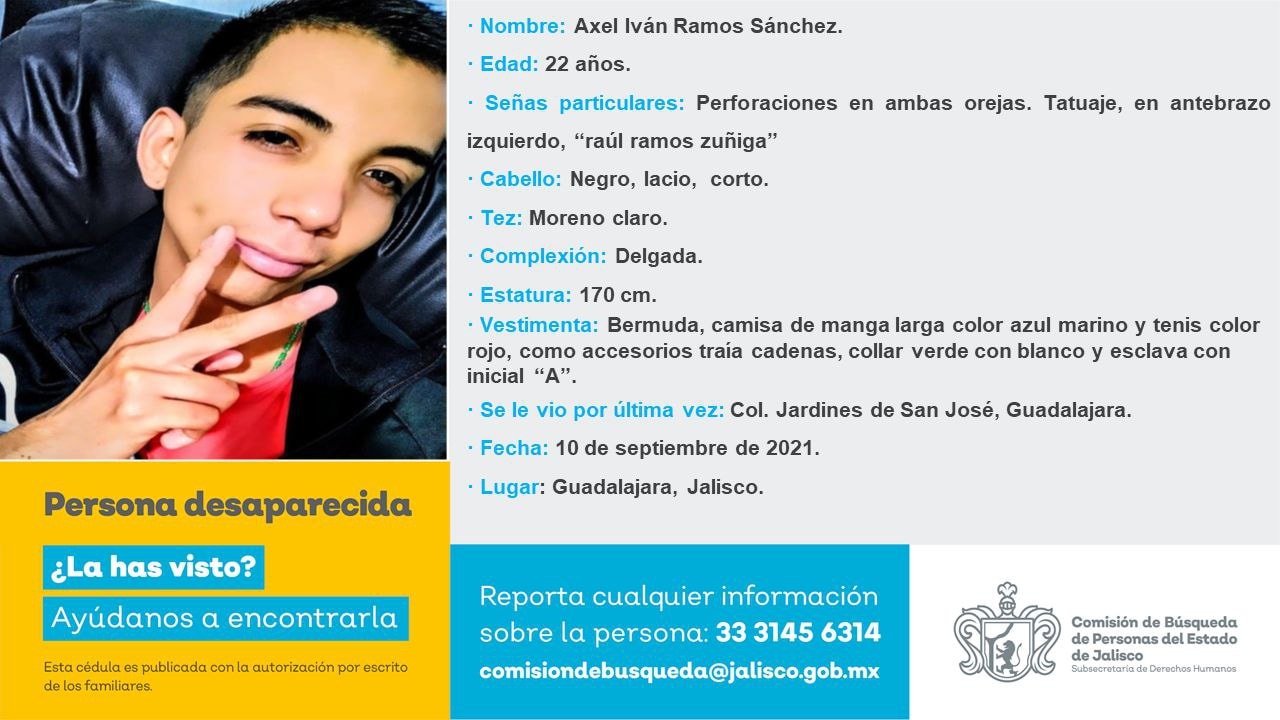 · Nombre: Axel Iván Ramos Sánchez.
· Edad: 22 años.
· Señas particulares: Perforaciones en ambas orejas. Tatuaje, en antebrazo
izquierdo, “raúl ramos zuñiga”
· Cabello: Negro, lacio, corto.
· Tez: Moreno claro.
· Complexión: Delgada.
· Estatura: 170 cm.
· Vestimenta: Bermuda, camisa de manga larga color azul marino y tenis color
rojo, como accesorios traía cadenas, collar verde con blanco y esclava con
inicial “A”.
· Se le vio por última vez: Col. Jardines de San José, Guadalajara.
· Fecha: 10 de septiembre de 2021.
· Lugar: Guadalajara, Jalisco.
Persona desaparecida
¿La has visto?
Ayúdanos a encontrarla
Esta cédula es publicada con la autorización por escrito
de los familiares.
Reporta cualquier información
sobre la persona: 33 3145 6314
comisiondebusqueda@jalisco.gob.mx
Comisión de Búsqueda
de Personas del Estado
de Jalisco
Subsecretaría de Derechos Humanos